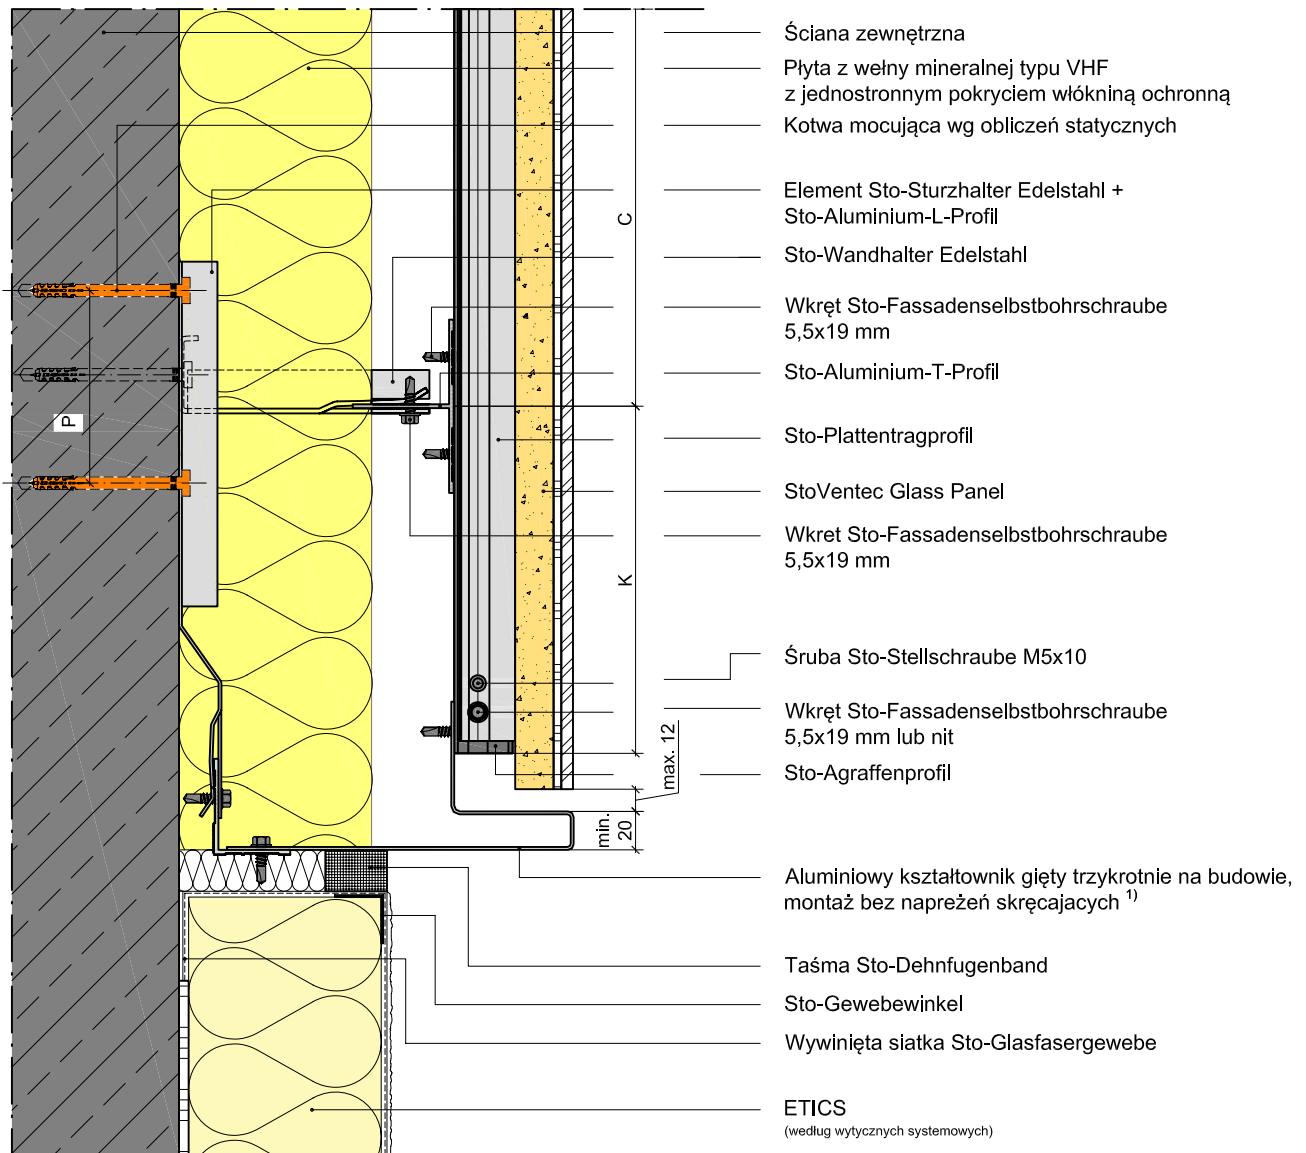 Ściana zewnętrzna
Płyta z wełny mineralnej typu VHF
z jednostronnym pokryciem włókniną ochronną
Kotwa mocująca wg obliczeń statycznych
Element Sto-Sturzhalter Edelstahl +
Sto-Aluminium-L-Profil
Sto-Wandhalter Edelstahl
Wkręt Sto-Fassadenselbstbohrschraube
5,5x19 mm
Sto-Aluminium-T-Profil
Sto-Plattentragprofil
StoVentec Glass Panel
Wkret Sto-Fassadenselbstbohrschraube
5,5x19 mm
Śruba Sto-Stellschraube M5x10
Wkręt Sto-Fassadenselbstbohrschraube
5,5x19 mm lub nit
Sto-Agraffenprofil
Aluminiowy kształtownik gięty trzykrotnie na budowie,
montaż bez naprežeń skręcajacych 1)
Taśma Sto-Dehnfugenband
Sto-Gewebewinkel
Wywinięta siatka Sto-Glasfasergewebe
ETICS
(według wytycznych systemowych)
C
P
K
max. 12
min.
20